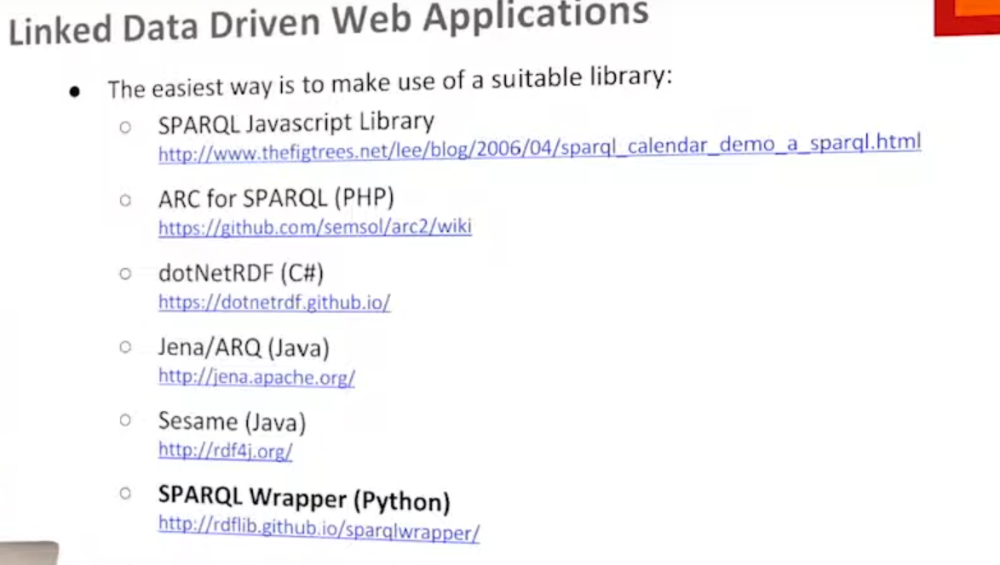 Linked Data Driven Web Applications
● The easiest way is to make use of a suitable library:
○ SPARQL Javascript Library
http://www.thefigtrees.net/lee/blog/2006/04/sparql_calendar_demo_a_sparql.html
○ ARC for SPARQL (PHP)
https://github.com/semsol/arc2/wiki
○ dotNetRDF (C#)
https://dotnetrdf.github.io/
○ Jena/ARQ (Java)
http://jena.apache.org/
○ Sesame (Java)
http://rdf4j.org/
○ SPARQL Wrapper (Python)
http://rdflib.github.io/sparqlwrapper/